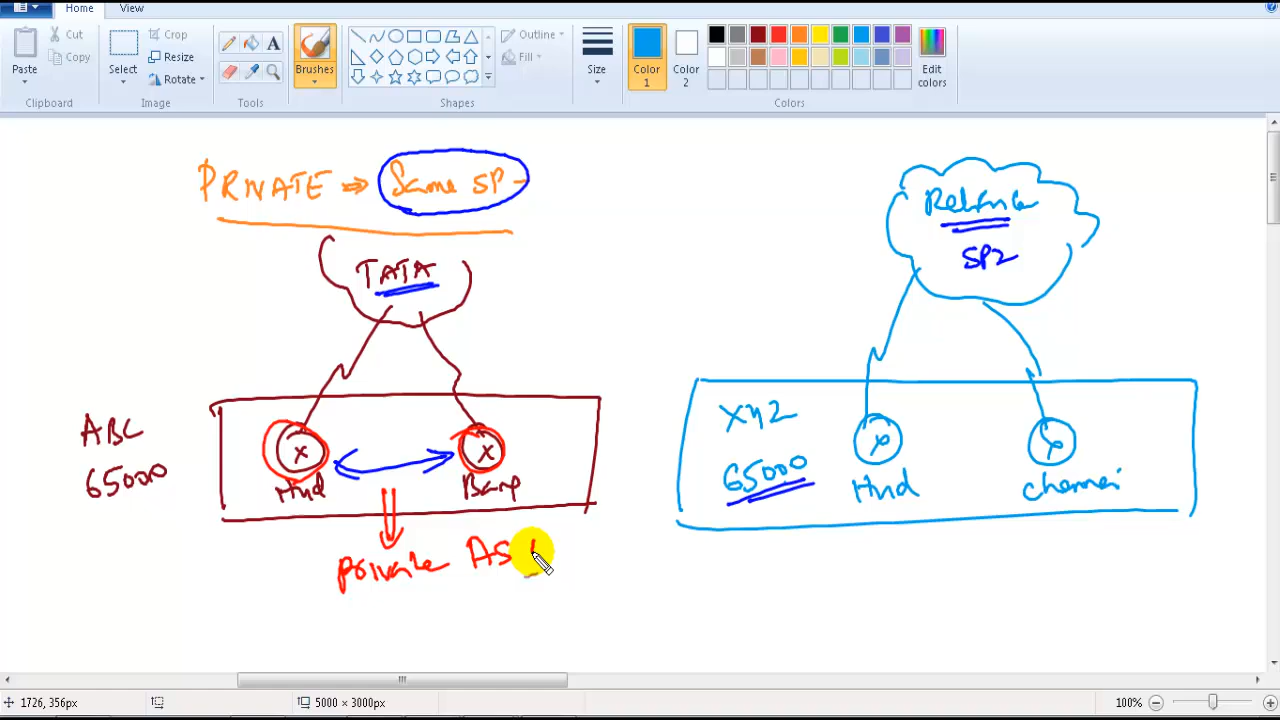 Home
View
Paste
Cut
Copy
Clipboard
Select
Crop
Resize
Rotate
Image
Tools
Brushes
Shapes
Outline
Fill
Size
Color
1
Color
2
Edit
colors
Colors
PRIVATE ⇒ Same SP
TATA
Reliance
SP2
ABC
65000
Hyd
Bang
XYZ
65000
Hyd
Chennai
private AS
1726, 356px
5000 × 3000px
100%